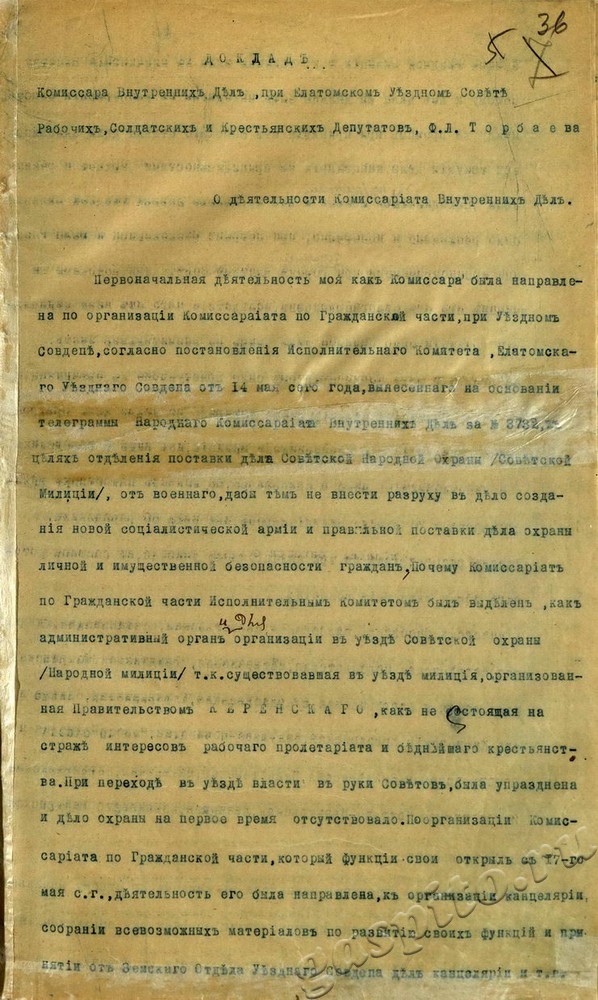 36
ДОКЛАДЪ
Комиссара Внутреннихъ Дѣлъ ,при Елатомскомъ Уѣздномъ Совѣтѣ
Рабочихъ,Солдатскихъ и Крестьянскихъ Депутатовъ, Ф.Л. Т о р б а е в а
О дѣятельности Комиссаріата Внутреннихъ Дѣлъ.
Первоначальная дѣятельность моя какъ Комиссара была направле-
на по организаціи Комиссараіата по Гражданской части,при Уѣздномъ
Совдепѣ,согласно постановленія Исполнительнаго Комитета ,Елатомска-
го Уѣзднаго Совдепа отъ 14 мая сего года,вынесеннаго на основаніи
телеграммы Народнаго Комиссараіата Внутреннихъ Дѣлъ за № 3732,въ
цѣляхъ отдѣленія поставки дѣла Совѣтской Народной Охраны /Совѣтской
Милиціи/, отъ военнаго,дабы тѣмъ не внести разруху въ дѣло созда-
нія новой соціалистической арміи и правильной поставки дѣла охраны
личной и имущественной безопасности гражданъ,Почему Комиссаріатъ
по Гражданской части Исполнительнымъ Комитетомъ былъ выдѣленъ ,какъ
административный органъ и для организаціи въ уѣздѣ Совѣтской охраны
/Народной милиціи/ т.к.существовавшая въ уѣздѣ милиція,организован-
ная Правительствомъ К Е Р Е Н С К А Г О ,какъ не стоящая на
стражѣ интересовъ рабочаго пролетаріата и бѣднѣйшаго крестьянст-
ва.При переходѣ въ уѣздѣ власти въ руки Совѣтовъ,была упразднена
и дѣло охраны на первое время отсутствовало.Поорганизаціи Комис-
саріата по Гражданской части,который функціи свои открылъ съ 17-го
мая с.г.,дѣятельность его была направлена,къ организаціи канцеляріи,
собраніи всевозможныхъ матеріаловъ по развитію своихъ функцій и при-
нятіи отъ Земскаго Отдѣла Уѣзднаго Совдепа дѣлъ канцеляріи и т.г.